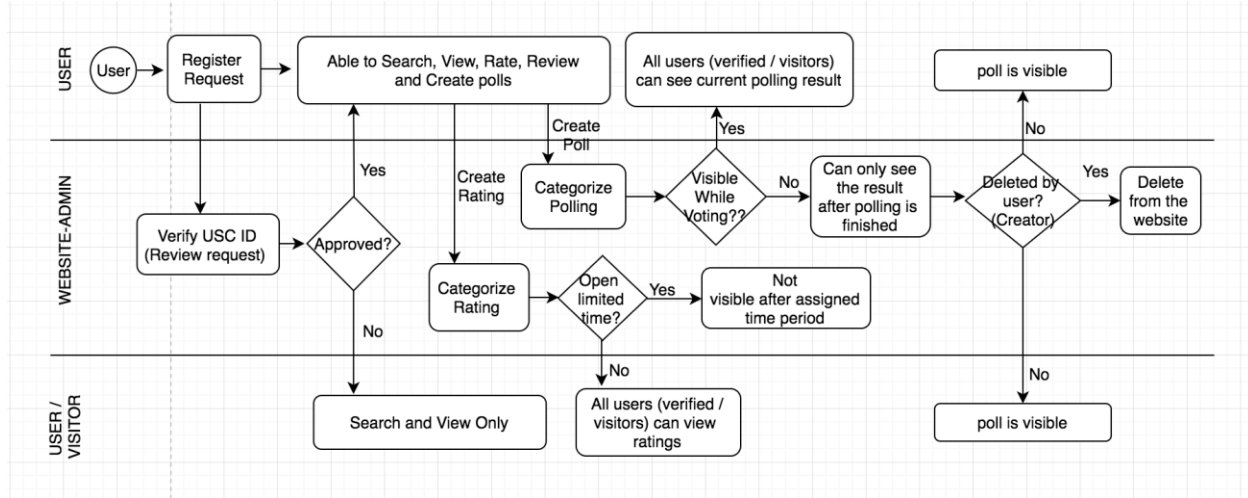 USER
User
Register
Request
Able to Search, View, Rate, Review
and Create polls
All users (verified / visitors)
can see current polling result
poll is visible
Create
Poll
Yes
No
WEBSITE-ADMIN
Yes
Create
Rating
Categorize
Polling
Visible
While
Voting??
No
Can only see
the result
after polling is
finished
Deleted by
user?
(Creator)
Yes
Delete
from the
website
Verify USC ID
(Review request)
Approved?
Categorize
Rating
Open
limited
time?
Yes
Not
visible after assigned
time period
No
No
No
USER /
VISITOR
Search and View Only
All users (verified /
visitors) can view
ratings
poll is visible